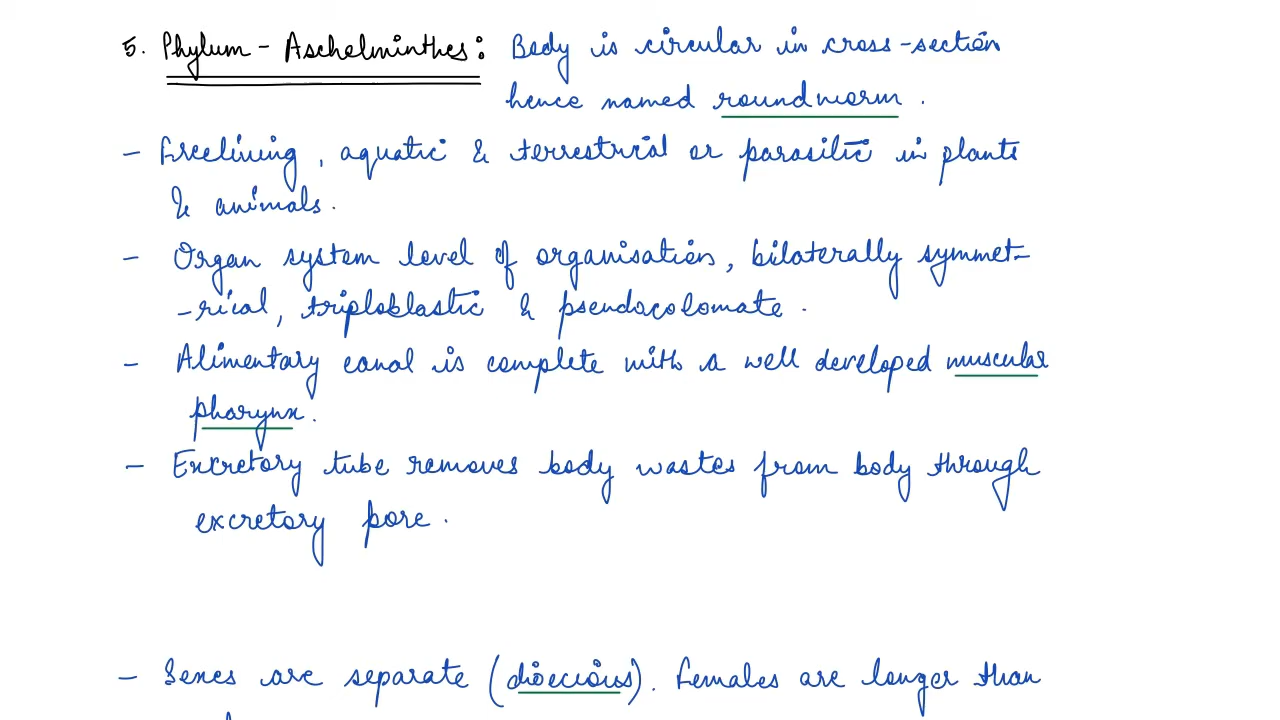 5. Phylum - Aschelminthes: Body is circular in cross-section
hence named roundworm.
- Freeliving, aquatic & terrestrial or parasitic in plants
& animals.
- Organ system level of organisation, bilaterally symmet-
-rical, triploblastic & pseudocolomate.
- Alimentary canal is complete with a well developed muscular
pharynx.
- Excretory tube removes body wastes from body through
excretory pore.
- Sexes are separate (dioecious). Females are longer than